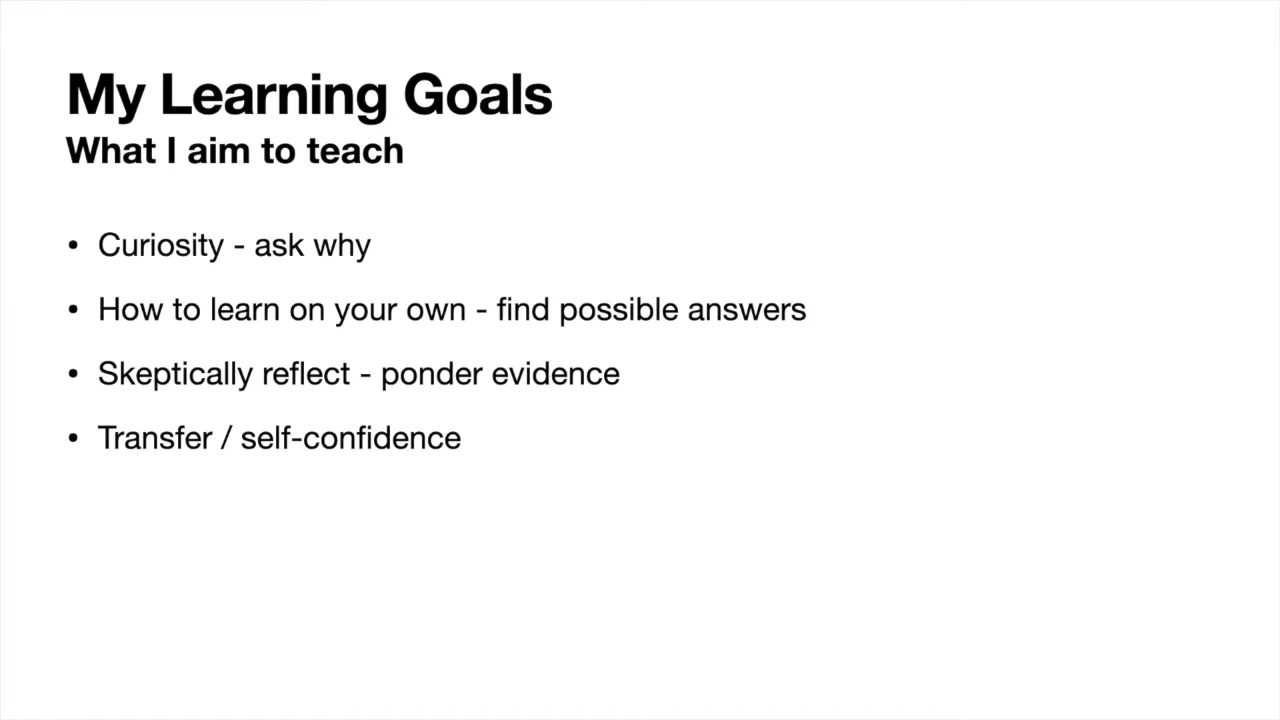 My Learning Goals
What I aim to teach
• Curiosity - ask why
• How to learn on your own - find possible answers
• Skeptically reflect - ponder evidence
• Transfer / self-confidence